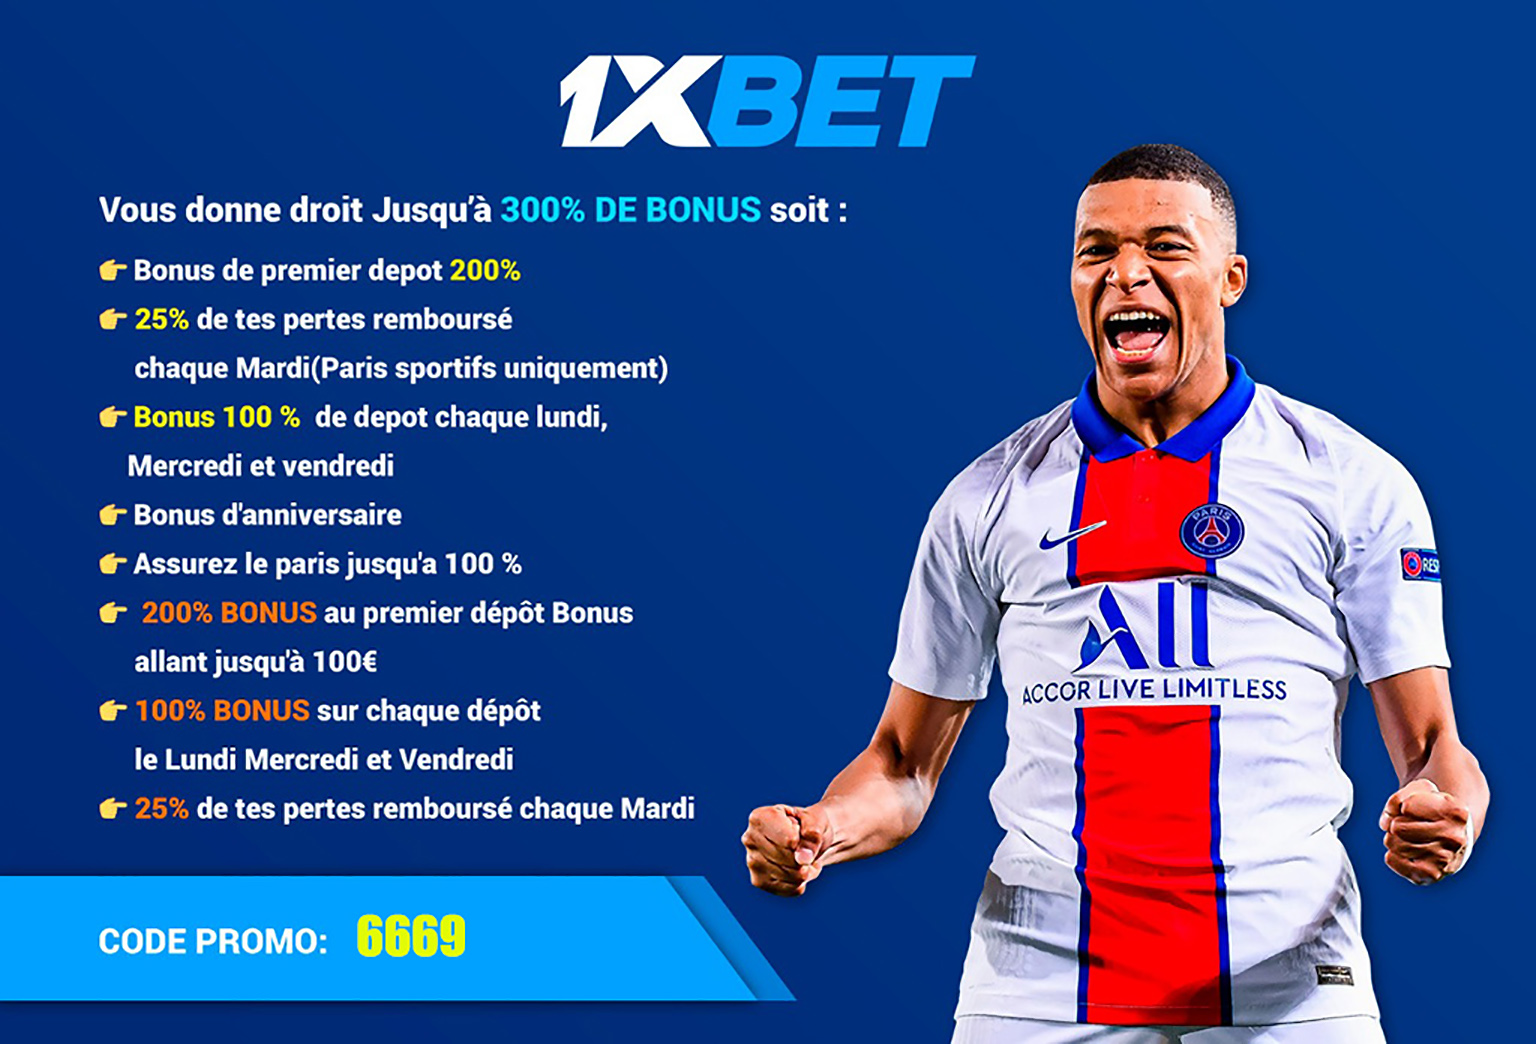 1XBET
Vous donne droit Jusqu'à 300% DE BONUS soit :
👉 Bonus de premier depot 200%
👉 25% de tes pertes remboursé
chaque Mardi(Paris sportifs uniquement)
👉 Bonus 100 % de depot chaque lundi,
Mercredi et vendredi
👉 Bonus d'anniversaire
👉 Assurez le paris jusqu'a 100 %
👉 200% BONUS au premier dépôt Bonus
allant jusqu'à 100€
👉 100% BONUS sur chaque dépôt
le Lundi Mercredi et Vendredi
👉 25% de tes pertes remboursé chaque Mardi
CODE PROMO: 6669
PARIS
RES
ALL
ACCOR LIVE LIMITLESS